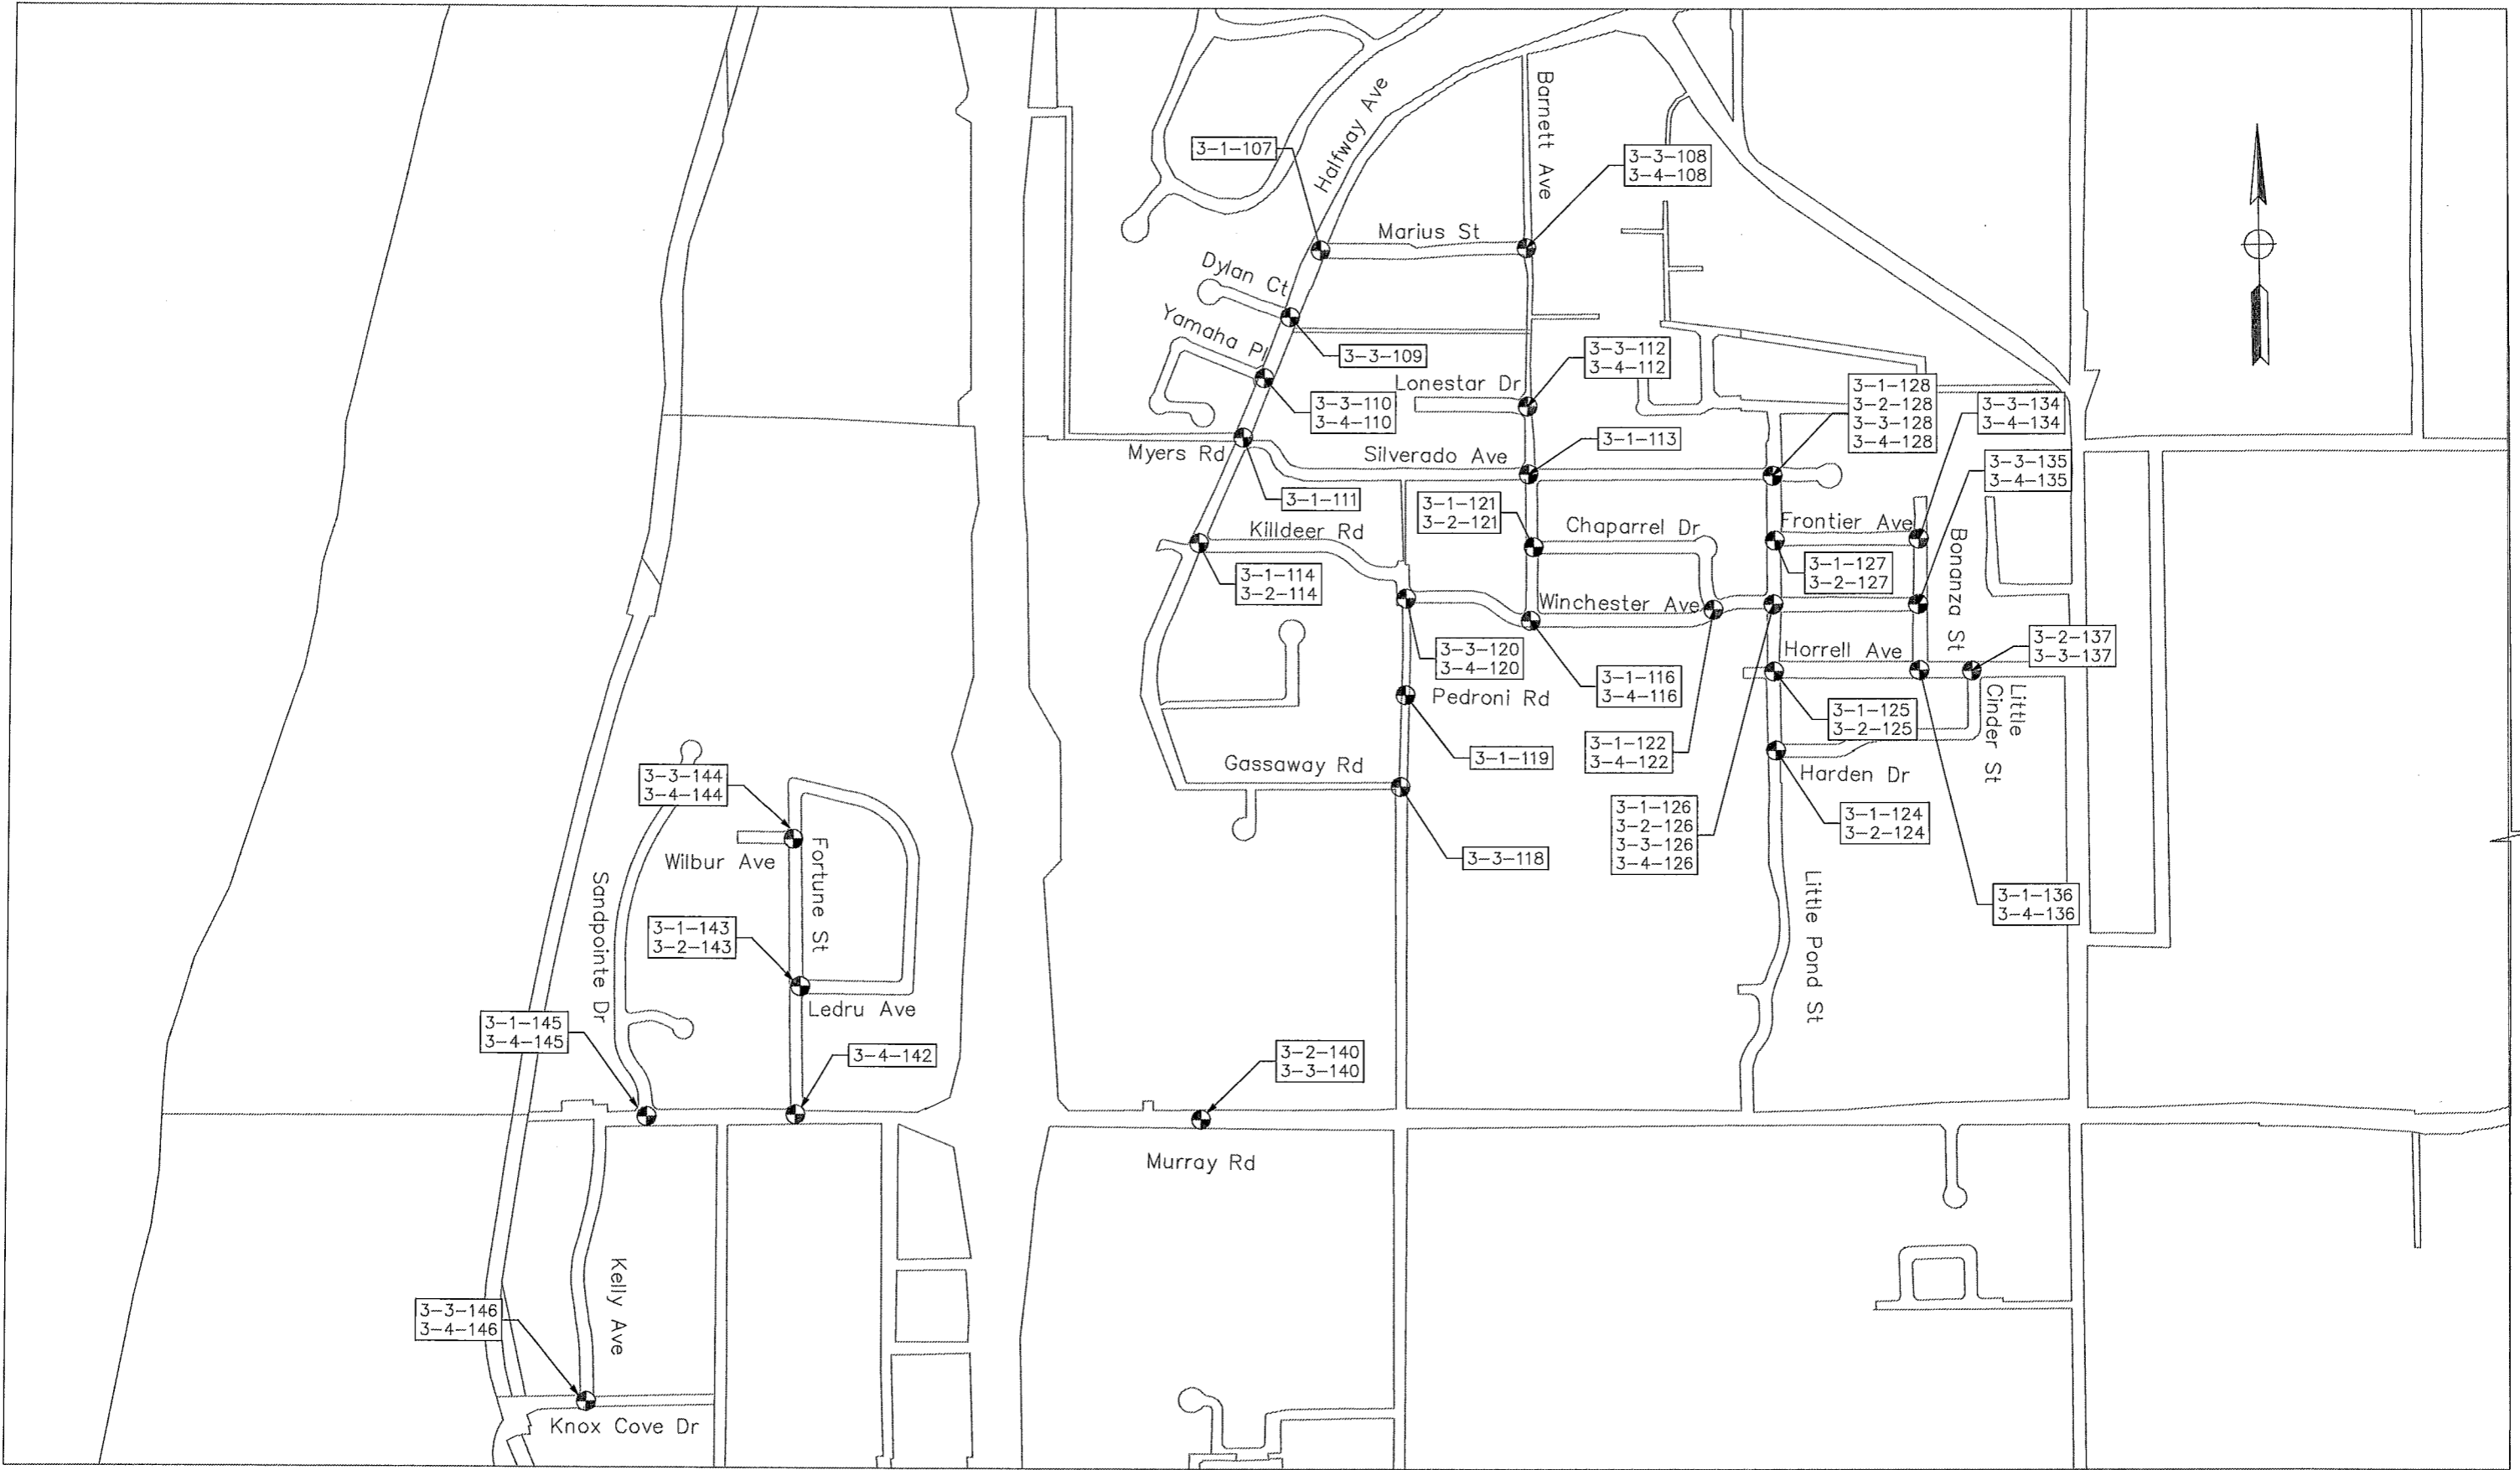 Halfway Ave
Barnett Ave
3-1-107
3-3-108
3-4-108
Marius St
Dylan Ct
Yamaha Pl
3-3-109
3-3-112
3-4-112
Lonestar Dr
3-3-110
3-4-110
3-1-128
3-2-128
3-3-128
3-4-128
3-3-134
3-4-134
Myers Rd
Silverado Ave
3-1-113
3-3-135
3-4-135
3-1-111
3-1-121
3-2-121
Killdeer Rd
Chaparrel Dr
Frontier Ave
Bonanza St
3-1-114
3-2-114
3-1-127
3-2-127
Winchester Ave
3-3-120
3-4-120
3-1-116
3-4-116
Horrell Ave
3-2-137
3-3-137
Pedroni Rd
3-1-125
3-2-125
Little
Cinder St
3-1-119
3-1-122
3-4-122
Gassaway Rd
Harden Dr
3-3-144
3-4-144
3-1-126
3-2-126
3-3-126
3-4-126
3-1-124
3-2-124
Wilbur Ave
Fortune St
3-3-118
Sandpointe Dr
Little Pond St
3-1-136
3-4-136
3-1-143
3-2-143
Ledru Ave
3-1-145
3-4-145
3-4-142
3-2-140
3-3-140
Murray Rd
Kelly Ave
3-3-146
3-4-146
Knox Cove Dr